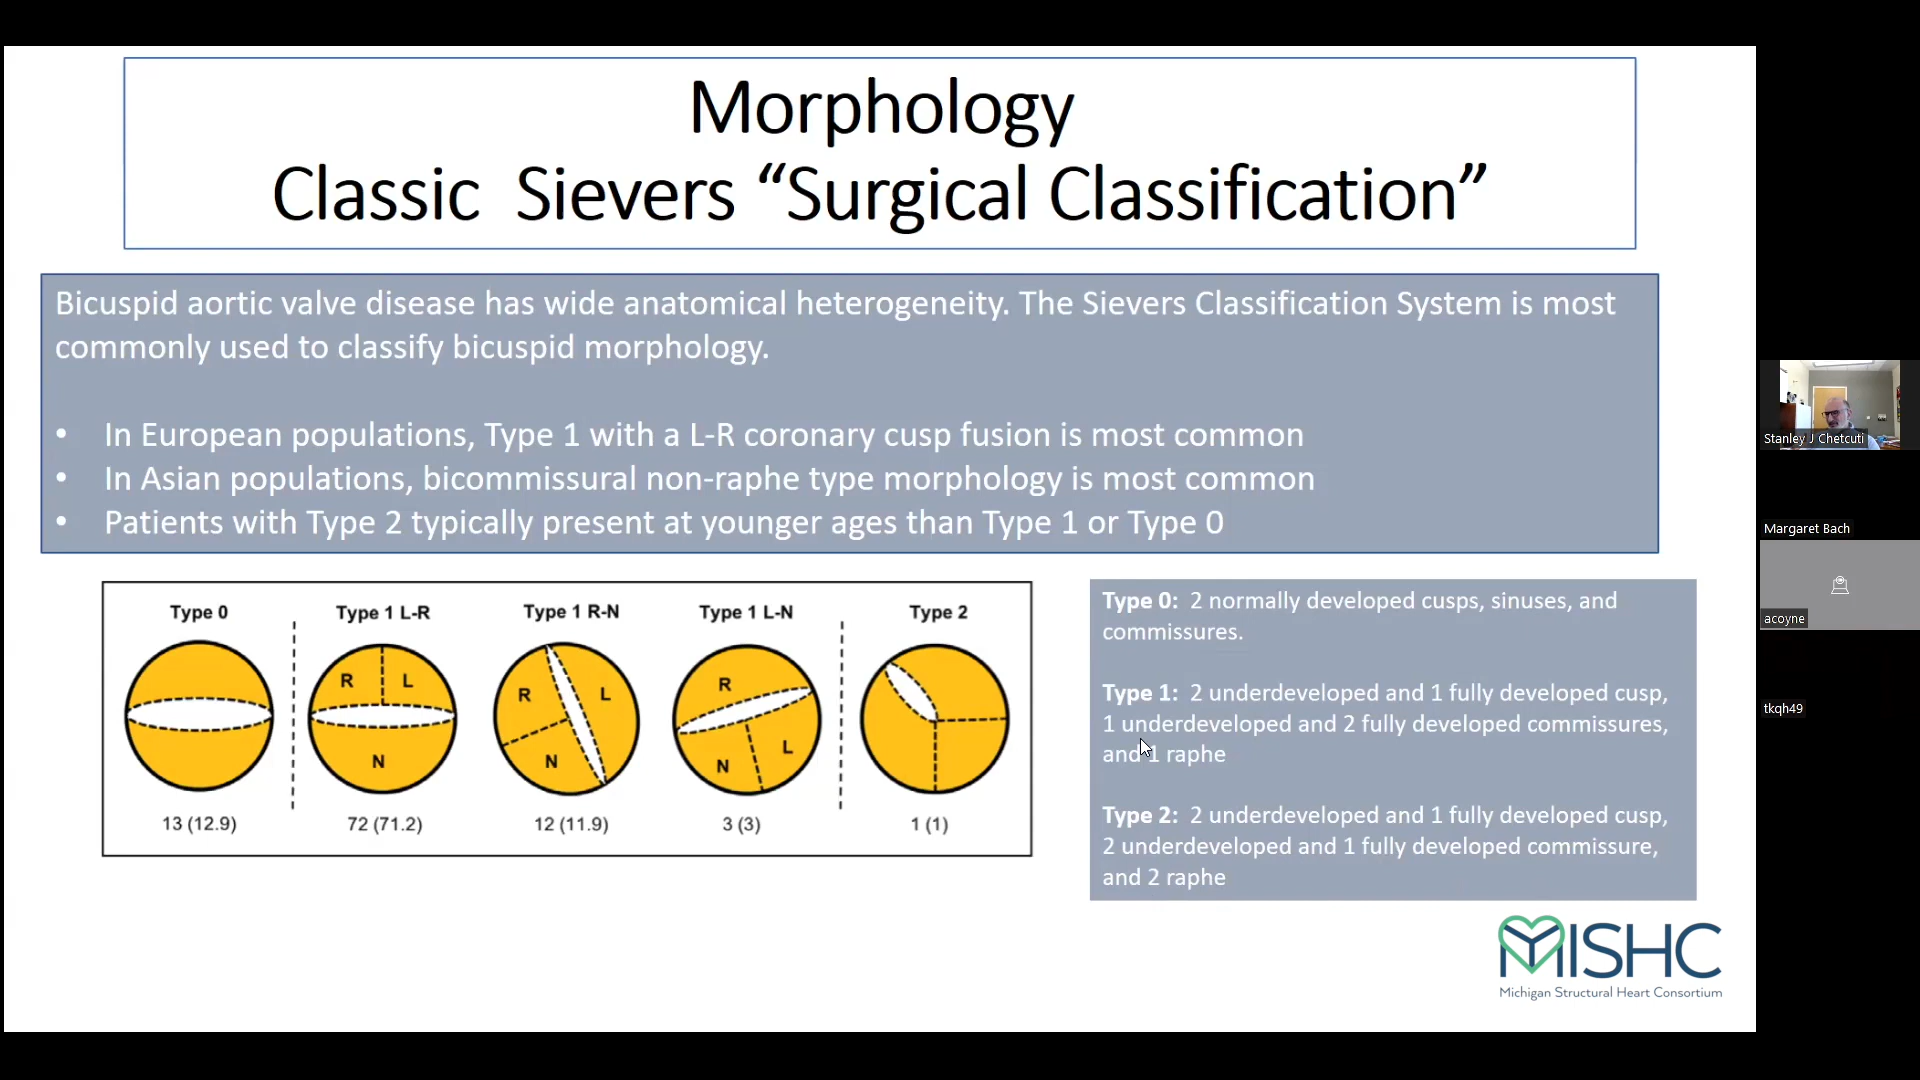 Morphology
Classic Sievers “Surgical Classification”
Bicuspid aortic valve disease has wide anatomical heterogeneity. The Sievers Classification System is most
commonly used to classify bicuspid morphology.
• In European populations, Type 1 with a L-R coronary cusp fusion is most common
• In Asian populations, bicommissural non-raphe type morphology is most common
• Patients with Type 2 typically present at younger ages than Type 1 or Type 0
Type 0 Type 1 L-R Type 1 R-N Type 1 L-N Type 2
R L N
R L N
R N L
13 (12.9) 72 (71.2) 12 (11.9) 3 (3) 1 (1)
Type 0: 2 normally developed cusps, sinuses, and
commissures.
Type 1: 2 underdeveloped and 1 fully developed cusp,
1 underdeveloped and 2 fully developed commissures,
and 1 raphe
Type 2: 2 underdeveloped and 1 fully developed cusp,
2 underdeveloped and 1 fully developed commissure,
and 2 raphe
MISHC
Michigan Structural Heart Consortium
Stanley J Chetcuti
Margaret Bach
acoyne
tkqh49